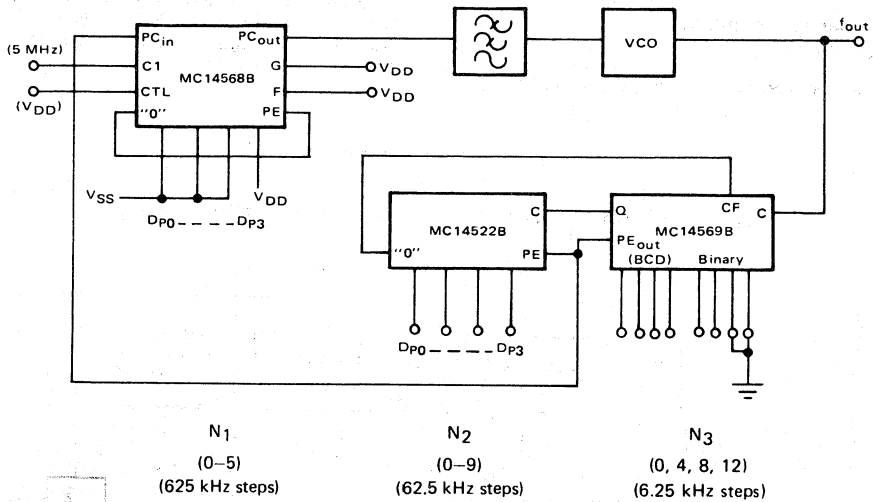 PCin PCout
(5 MHz) C1 MC14568B G VDD
CTL F VDD
(VDD) "0" PE
VSS VDD
DP0 - - - - DP3
VCO
fout
C Q CF C
MC14522B MC14569B
"0" PE PEout
(BCD) Binary
DP0 - - - - DP3
N1 N2 N3
(0–5) (0–9) (0, 4, 8, 12)
(625 kHz steps) (62.5 kHz steps) (6.25 kHz steps)